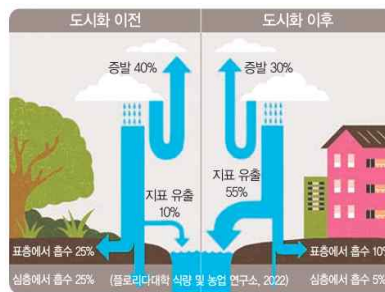 도시화 이전
도시화 이후
증발 40%
증발 30%
지표 유출
10%
지표 유출
55%
표층에서 흡수 25%
표층에서 흡수 10%
심층에서 흡수 25%
(플로리다대학 식량 및 농업 연구소, 2022)
심층에서 흡수 5%